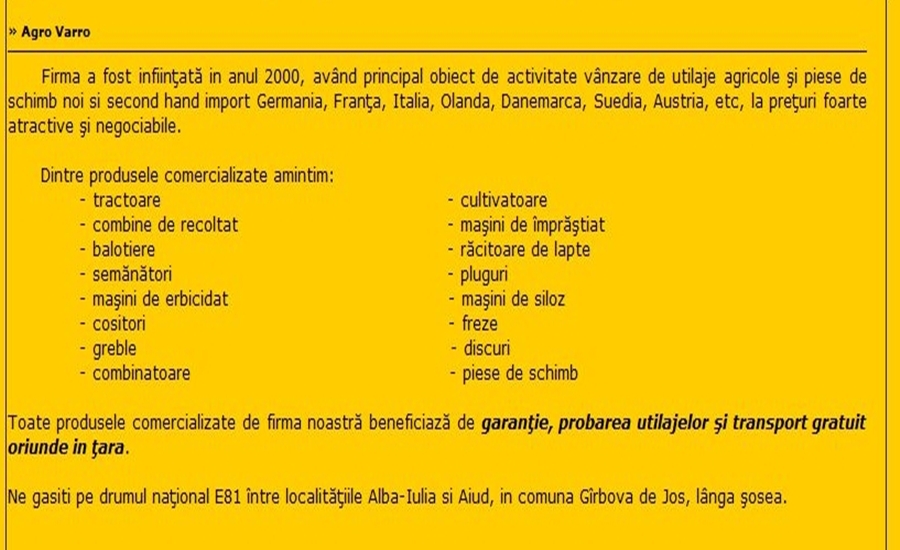 » Agro Varro
Firma a fost infiinţată in anul 2000, având principal obiect de activitate vânzare de utilaje agricole şi piese de
schimb noi si second hand import Germania, Franţa, Italia, Olanda, Danemarca, Suedia, Austria, etc, la preţuri foarte
atractive şi negociabile.
Dintre produsele comercializate amintim:
- tractoare - cultivatoare
- combine de recoltat - maşini de împrăştiat
- balotiere - răcitoare de lapte
- semănători - pluguri
- maşini de erbicidat - maşini de siloz
- cositori - freze
- greble - discuri
- combinatoare - piese de schimb
Toate produsele comercializate de firma noastră beneficiază de garanţie, probarea utilajelor şi transport gratuit
oriunde in ţara.
Ne gasiti pe drumul naţional E81 între localităţiile Alba-Iulia si Aiud, in comuna Gîrbova de Jos, lânga şosea.